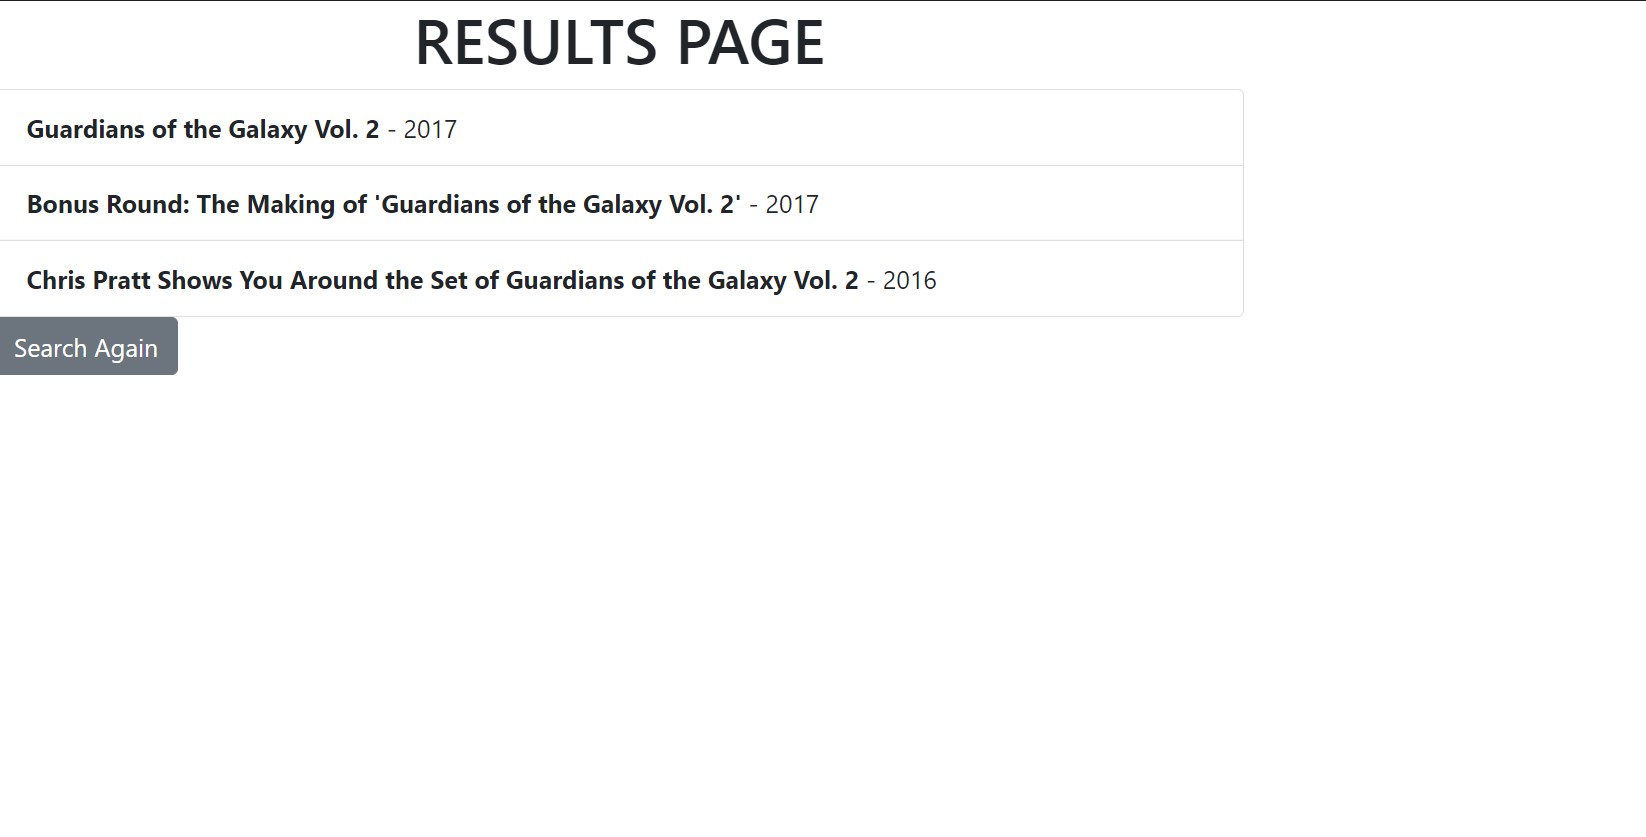 RESULTS PAGE
Guardians of the Galaxy Vol. 2 - 2017
Bonus Round: The Making of 'Guardians of the Galaxy Vol. 2' - 2017
Chris Pratt Shows You Around the Set of Guardians of the Galaxy Vol. 2 - 2016
Search Again